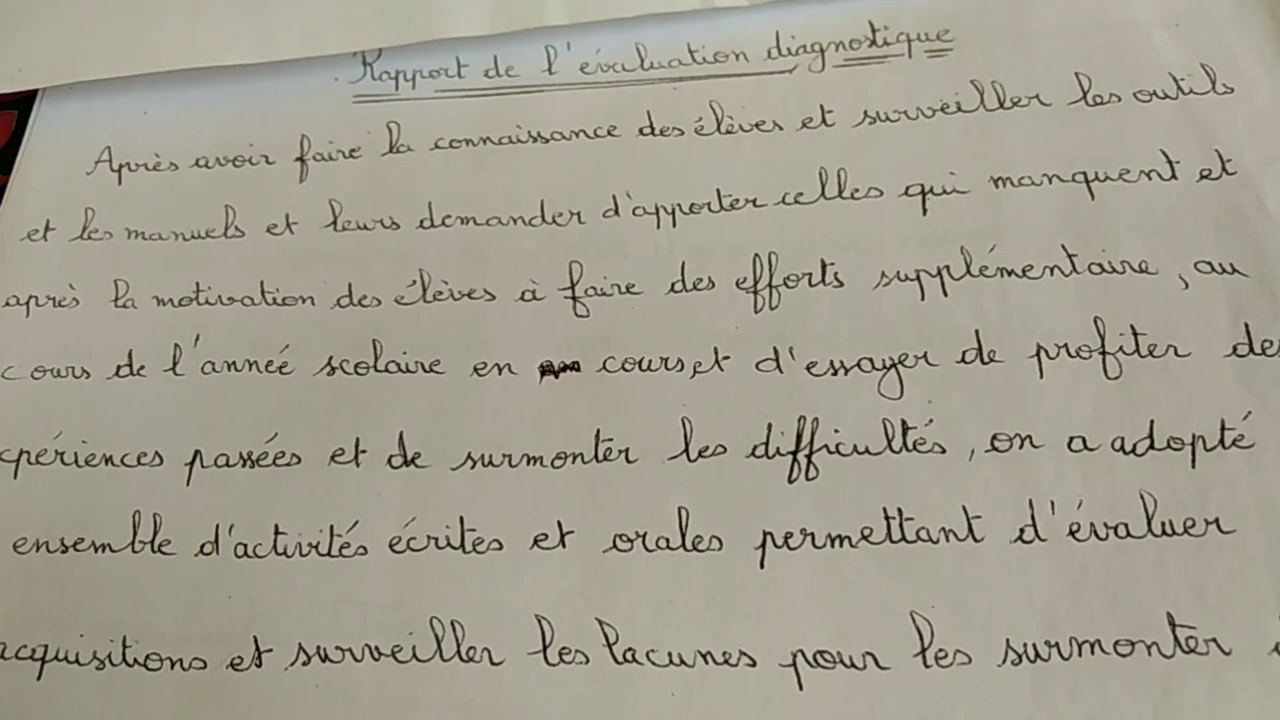 Rapport de l'évaluation diagnostique
Après avoir faire la connaissance des élèves et surveiller les outils
et les manuels et leurs demander d'apporter celles qui manquent et
après la motivation des élèves à faire des efforts supplémentaire, au
cours de l'année scolaire en cours, et d'essayer de profiter de
périences passées et de surmonter les difficultés, on a adopté
ensemble d'activités écrites et orales permettant d'évaluer
acquisitions et surveiller les lacunes pour les surmonter